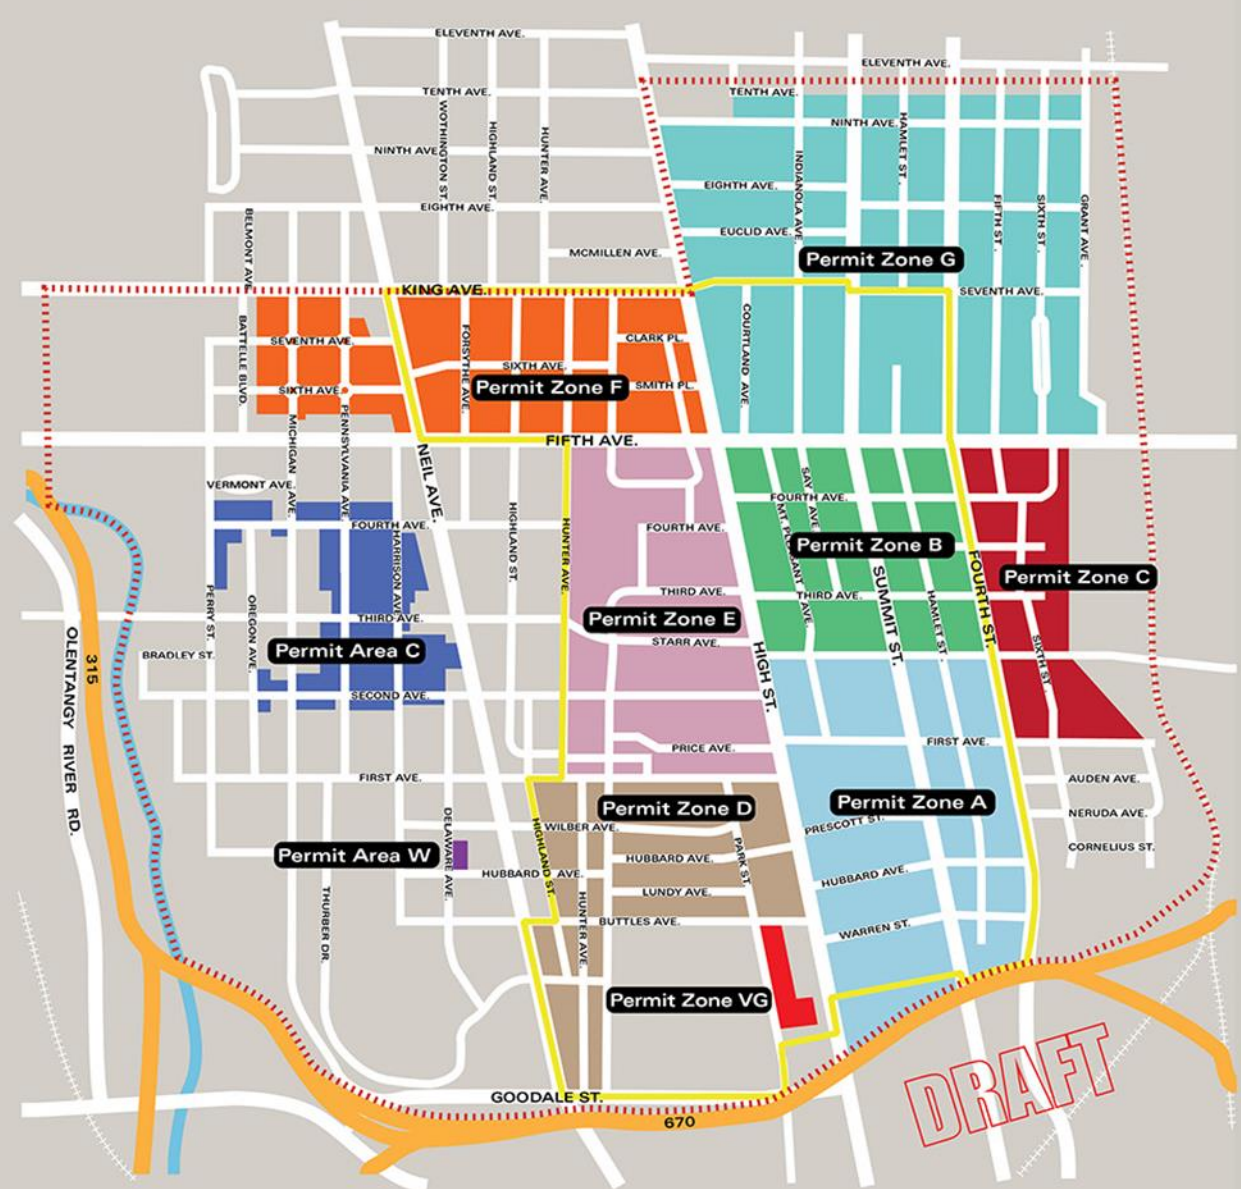 ELEVENTH AVE.
ELEVENTH AVE.
TENTH AVE.
TENTH AVE.
WOTHINGTON ST.
HIGHLAND ST.
HUNTER AVE.
NINTH AVE.
HAMLET ST.
NINTH AVE.
INDIANOLA AVE.
EIGHTH AVE.
FIFTH ST.
SIXTH ST.
GRANT AVE.
EIGHTH AVE.
BELMONT AVE.
EUCLID AVE.
MCMILLEN AVE.
Permit Zone G
KING AVE.
SEVENTH AVE.
COURTLAND AVE.
BATTELLE BLVD.
FORSYTHE AVE.
CLARK PL.
SEVENTH AVE.
SIXTH AVE.
Permit Zone F
SMITH PL.
SIXTH AVE.
PENNSYLVANIA AVE.
MICHIGAN AVE.
FIFTH AVE.
NEIL AVE.
SAY AVE.
VERMONT AVE.
FOURTH AVE.
MT. PLEASANT AVE.
HIGHLAND ST.
HUNTER AVE.
FOURTH AVE.
FOURTH AVE.
HARRISON AVE.
Permit Zone B
FOURTH ST.
SUMMIT ST.
Permit Zone C
PERRY ST.
OREGON AVE.
THIRD AVE.
THIRD AVE.
HAMLET ST.
THIRD AVE.
Permit Zone E
OLENTANGY RIVER RD.
315
SIXTH ST.
HIGH ST.
STARR AVE.
BRADLEY ST.
Permit Area C
SECOND AVE.
PRICE AVE.
FIRST AVE.
FIRST AVE.
AUDEN AVE.
Permit Zone D
Permit Zone A
DELAWARE AVE.
HIGHLAND ST.
WILBER AVE.
PRESCOTT ST.
NERUDA AVE.
PARK ST.
CORNELIUS ST.
Permit Area W
HUBBARD AVE.
HUBBARD AVE.
HUBBARD AVE.
THURBER DR.
HUNTER AVE.
LUNDY AVE.
BUTTLES AVE.
WARREN ST.
Permit Zone VG
DRAFT
GOODALE ST.
670